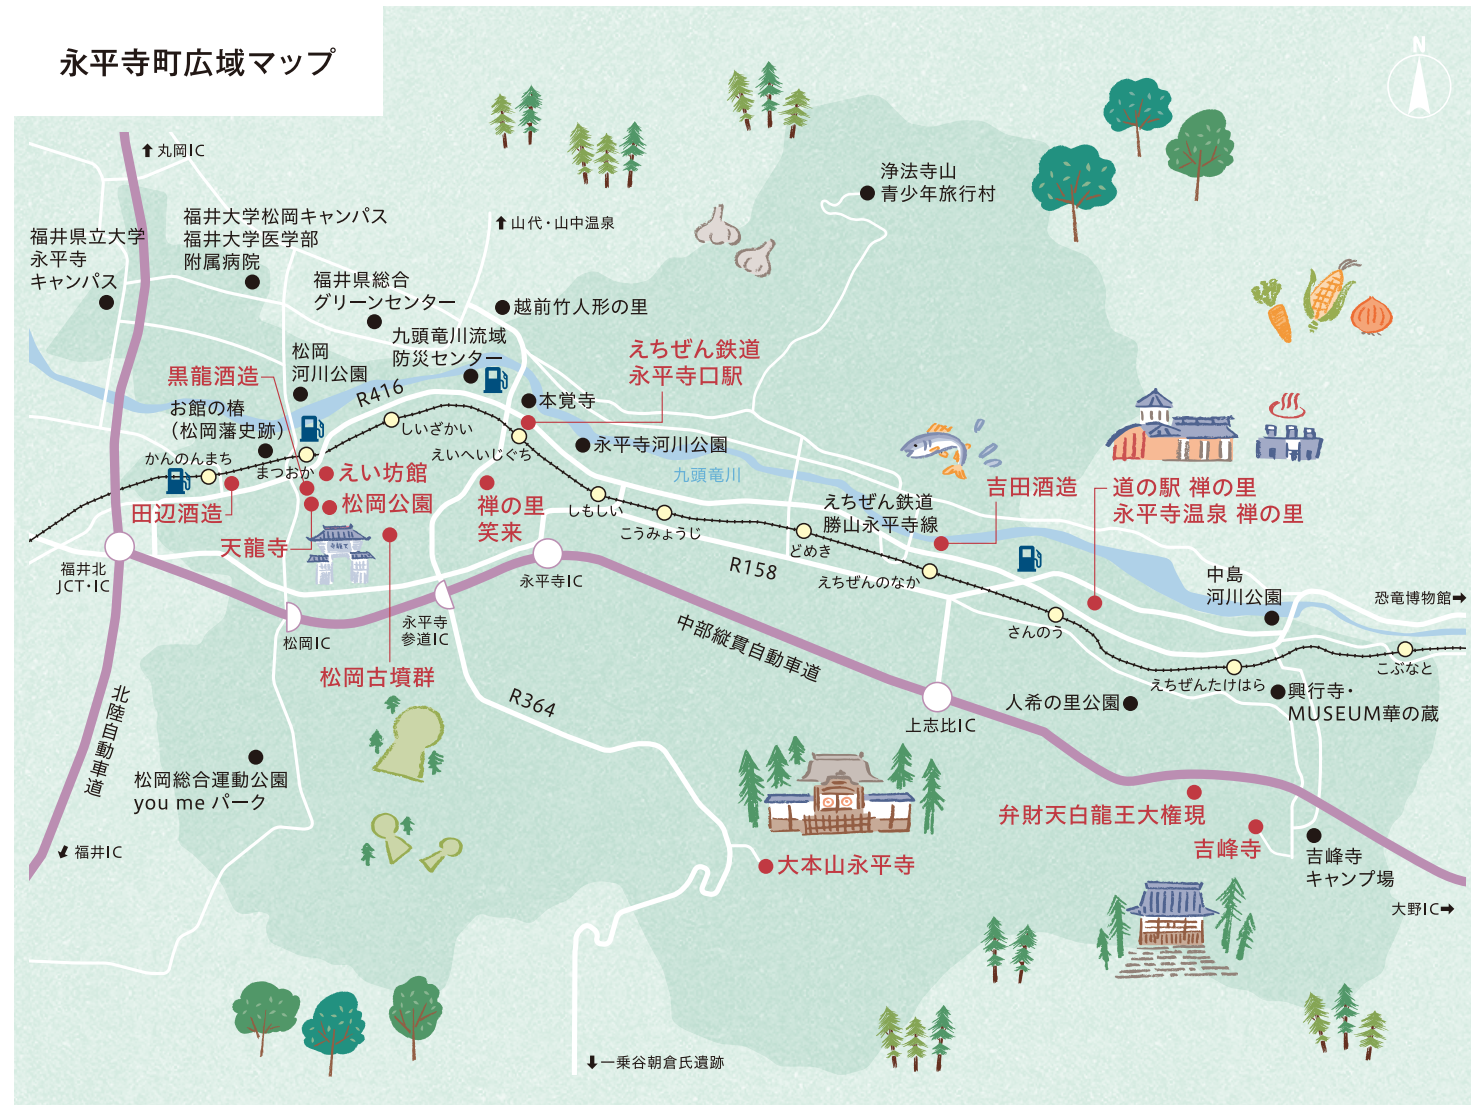 永平寺町広域マップ
N
丸岡IC
福井大学松岡キャンパス
福井大学医学部
附属病院
福井県立大学
永平寺
キャンパス
福井県総合
グリーンセンター
山代・山中温泉
浄法寺山
青少年旅行村
越前竹人形の里
九頭竜川流域
防災センター
えちぜん鉄道
永平寺口駅
松岡
河川公園
黒龍酒造
R416
お館の椿
（松岡藩史跡）
本覚寺
しいざかい
えいへいじぐち
永平寺河川公園
かんのんまち
まつおか
えい坊館
九頭竜川
田辺酒造
松岡公園
禅の里
笑来
しもしい
こうみょうじ
えちぜん鉄道
勝山永平寺線
吉田酒造
道の駅 禅の里
永平寺温泉 禅の里
天龍寺
どめき
R158
えちぜんのなか
福井北
JCT・IC
永平寺IC
中島
河川公園
恐竜博物館
松岡IC
永平寺
参道IC
中部縦貫自動車道
さんのう
えちぜんたけはら
こぶなと
松岡古墳群
R364
人希の里公園
興行寺・
MUSEUM華の蔵
上志比IC
北陸自動車道
松岡総合運動公園
you me パーク
弁財天白龍王大権現
吉峰寺
吉峰寺
キャンプ場
福井IC
大本山永平寺
大野IC
一乗谷朝倉氏遺跡